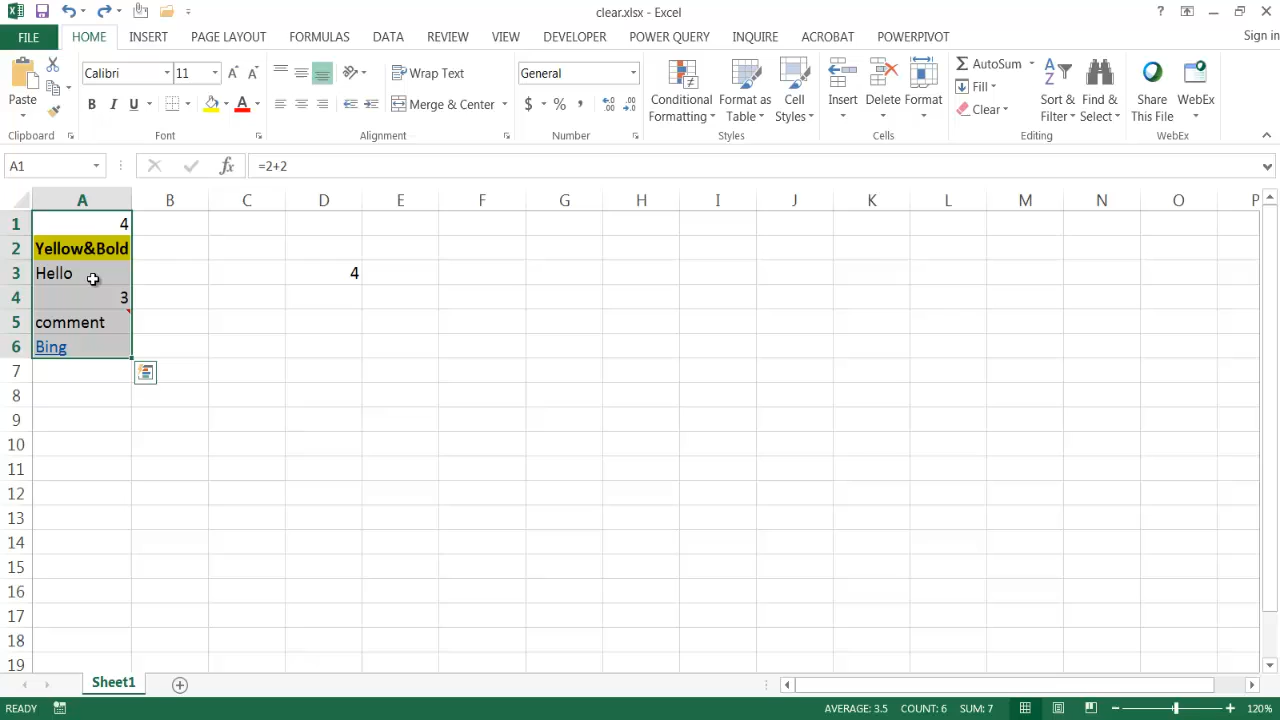 clear.xlsx - Excel
?
FILE HOME INSERT PAGE LAYOUT FORMULAS DATA REVIEW VIEW DEVELOPER POWER QUERY INQUIRE ACROBAT POWERPIVOT Sign in
Paste
Calibri 11
B I U A
Wrap Text
Merge & Center
General
$ % ,
Conditional Formatting
Format as Table
Cell Styles
Insert
Delete
Format
AutoSum
Fill
Clear
Sort & Filter
Find & Select
Share This File
WebEx
Clipboard Font Alignment Number Styles Cells Editing WebEx
A1 fx =2+2
A B C D E F G H I J K L M N O P
1 4
2 Yellow&Bold
3 Hello 4
4 3
5 comment
6 Bing
7
8
9
10
11
12
13
14
15
16
17
18
19
Sheet1
READY AVERAGE: 3.5 COUNT: 6 SUM: 7 120%